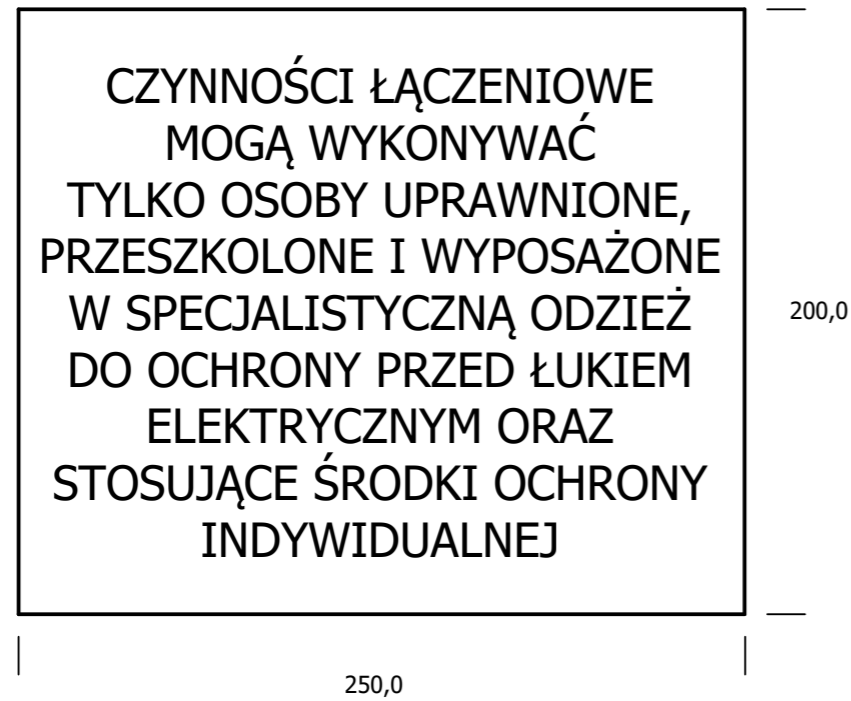 CZYNNOŚCI ŁĄCZENIOWE
MOGĄ WYKONYWAĆ
TYLKO OSOBY UPRAWNIONE,
PRZESZKOLONE I WYPOSAŻONE
W SPECJALISTYCZNĄ ODZIEŻ
DO OCHRONY PRZED ŁUKIEM
ELEKTRYCZNYM ORAZ
STOSUJĄCE ŚRODKI OCHRONY
INDYWIDUALNEJ
200,0
250,0